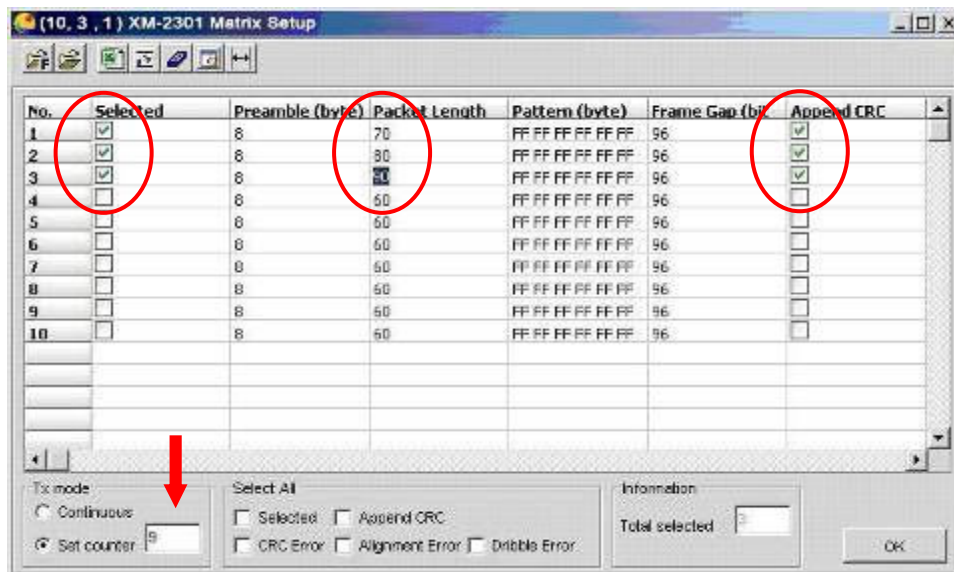 (10, 3 , 1 ) XM-2301 Matrix Setup
No. Selected Preamble (byte) Packet Length Pattern (byte) Frame Gap (bit Append CRC
1 8 70 FF FF FF FF FF FF 96
2 8 80 FF FF FF FF FF FF 96
3 8 FF FF FF FF FF FF 96
4 8 60 FF FF FF FF FF FF 96
5 8 60 FF FF FF FF FF FF 96
6 8 60 FF FF FF FF FF FF 96
7 8 60 FF FF FF FF FF FF 96
8 8 60 FF FF FF FF FF FF 96
9 8 60 FF FF FF FF FF FF 96
10 8 60 FF FF FF FF FF FF 96
Tx mode Select All Information
Continuous Selected Append CRC Total selected 3
Set counter 9 CRC Error Alignment Error Dribble Error OK